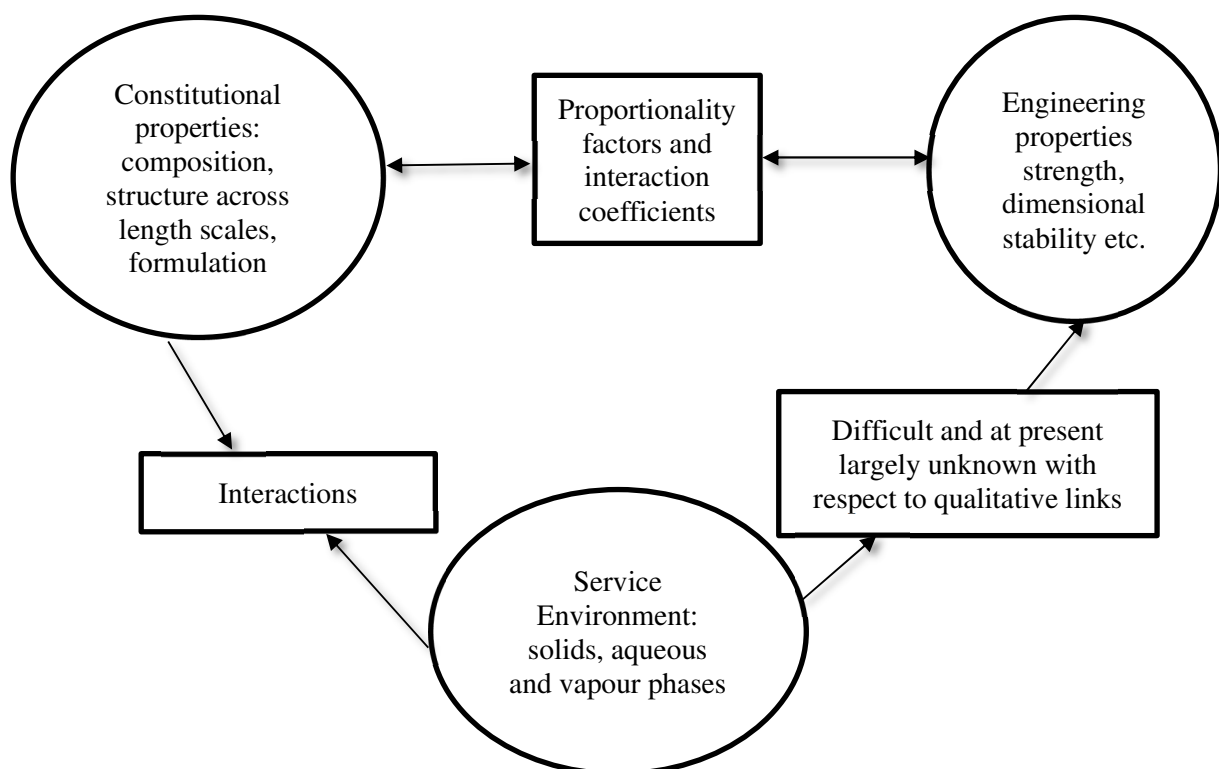 Constitutional
properties:
composition,
structure across
length scales,
formulation
Proportionality
factors and
interaction
coefficients
Engineering
properties
strength,
dimensional
stability etc.
Interactions
Difficult and at present
largely unknown with
respect to qualitative links
Service
Environment:
solids, aqueous
and vapour phases